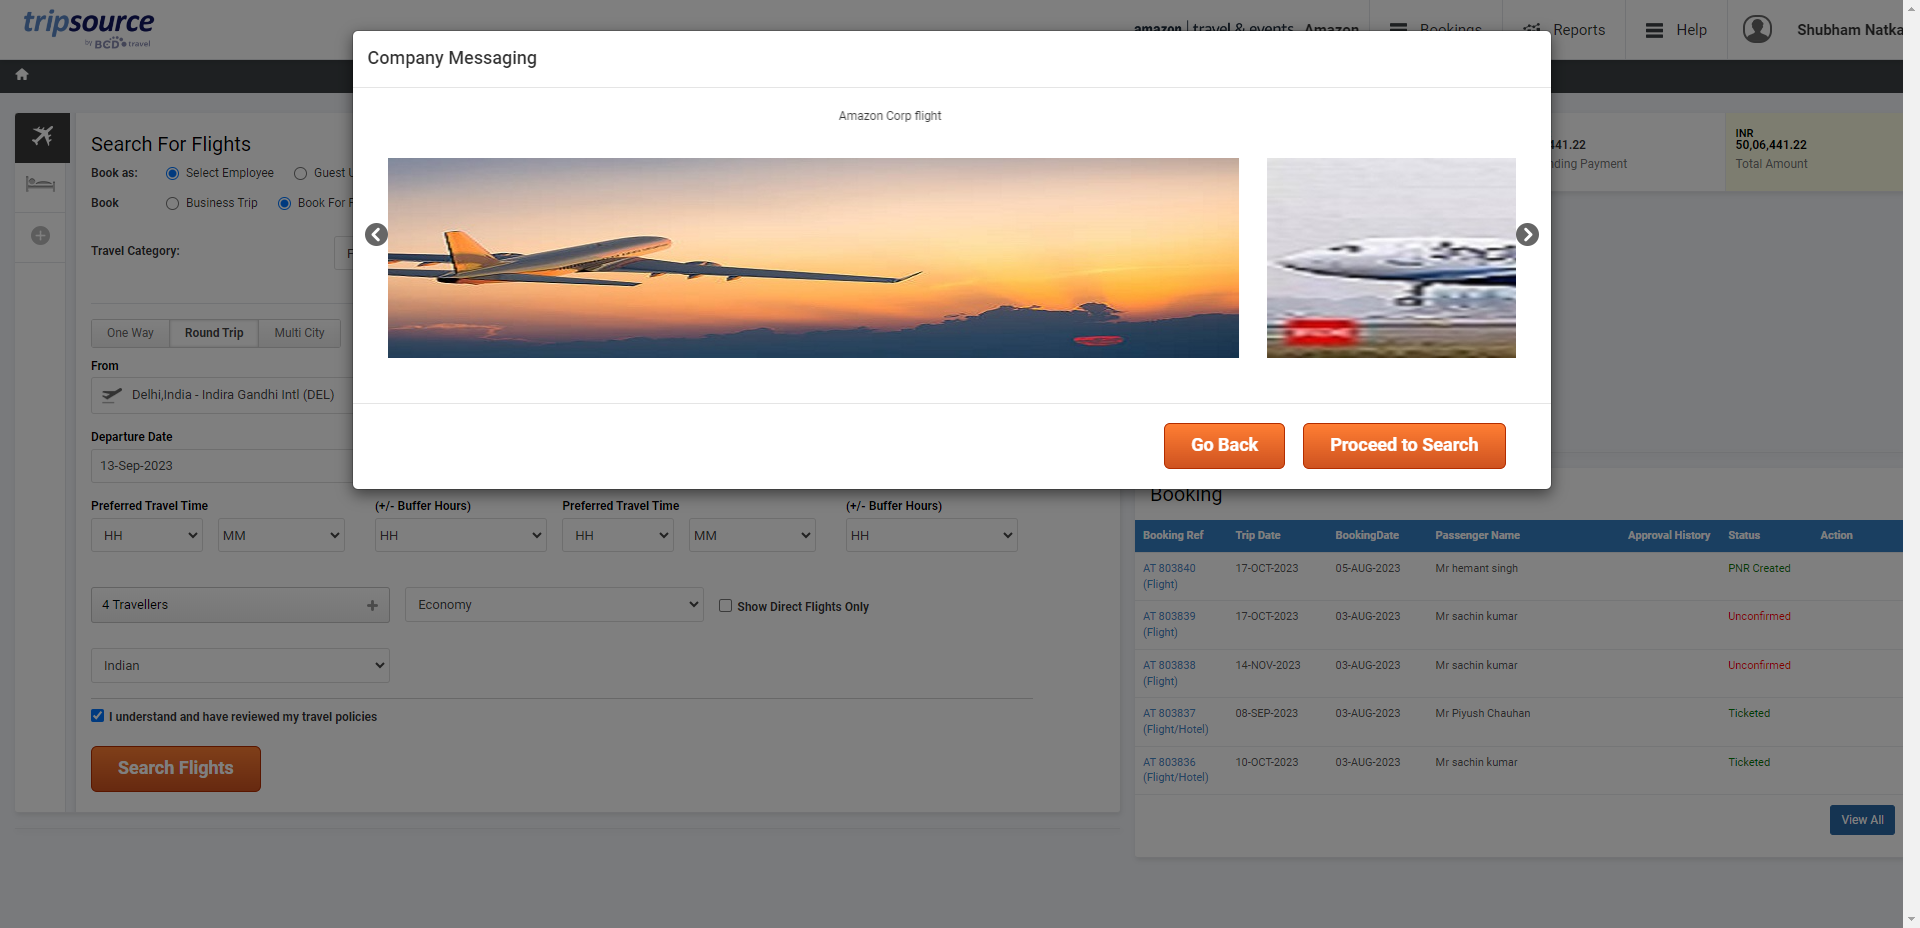 tripsource
by BCD travel
amazon | travel & events Amazon
Bookings
Reports
Help
Shubham Natka
Company Messaging
Amazon Corp flight
Go Back
Proceed to Search
Search For Flights
Book as:
Select Employee
Guest U
Book
Business Trip
Book For F
Travel Category:
One Way
Round Trip
Multi City
From
Delhi,India - Indira Gandhi Intl (DEL)
Departure Date
13-Sep-2023
Preferred Travel Time
(+/- Buffer Hours)
Preferred Travel Time
(+/- Buffer Hours)
HH
MM
HH
HH
MM
HH
4 Travellers
Economy
Show Direct Flights Only
Indian
I understand and have reviewed my travel policies
Search Flights
441.22
nding Payment
INR
50,06,441.22
Total Amount
Booking
Booking Ref Trip Date BookingDate Passenger Name Approval History Status Action
AT 803840 17-OCT-2023 05-AUG-2023 Mr hemant singh PNR Created
(Flight)
AT 803839 17-OCT-2023 03-AUG-2023 Mr sachin kumar Unconfirmed
(Flight)
AT 803838 14-NOV-2023 03-AUG-2023 Mr sachin kumar Unconfirmed
(Flight)
AT 803837 08-SEP-2023 03-AUG-2023 Mr Piyush Chauhan Ticketed
(Flight/Hotel)
AT 803836 10-OCT-2023 03-AUG-2023 Mr sachin kumar Ticketed
(Flight/Hotel)
View All